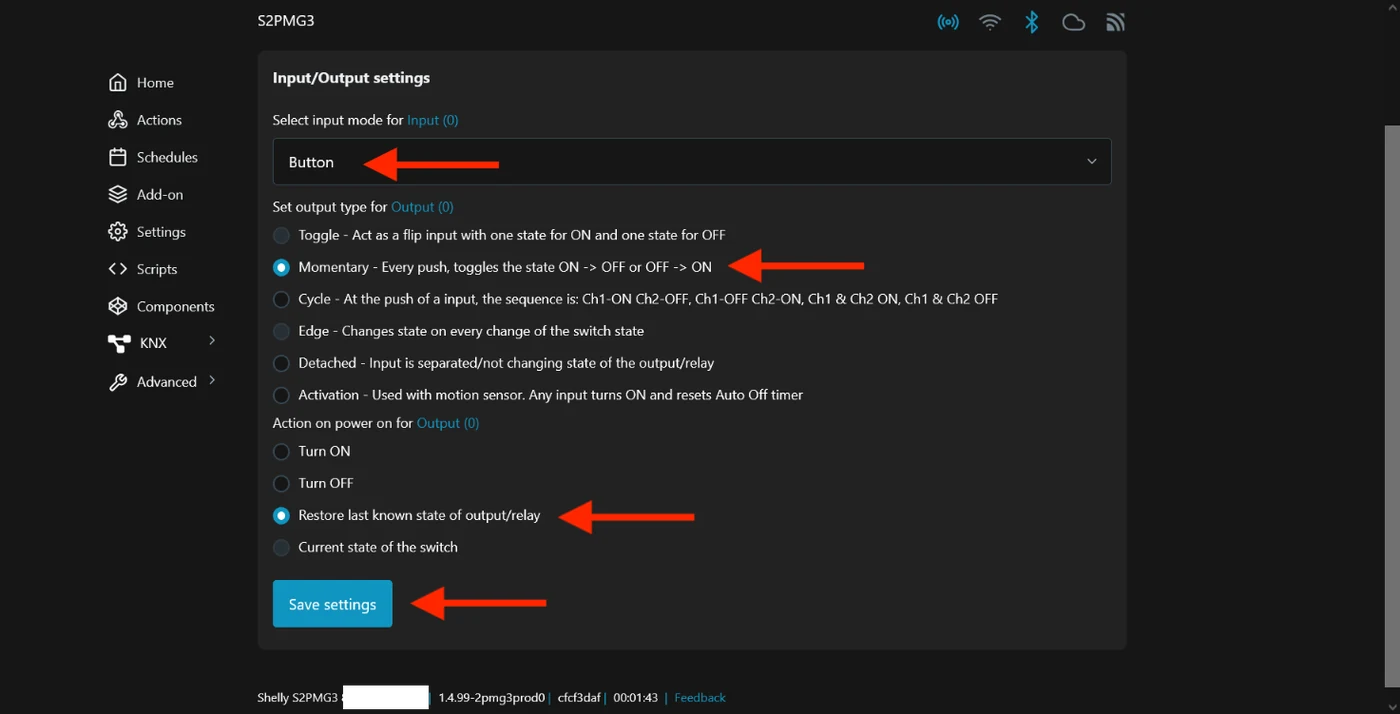 S2PMG3
Home
Actions
Schedules
Add-on
Settings
Scripts
Components
KNX
Advanced
Input/Output settings
Select input mode for Input (0)
Button
Set output type for Output (0)
Toggle - Act as a flip input with one state for ON and one state for OFF
Momentary - Every push, toggles the state ON -> OFF or OFF -> ON
Cycle - At the push of a input, the sequence is: Ch1-ON Ch2-OFF, Ch1-OFF Ch2-ON, Ch1 & Ch2 ON, Ch1 & Ch2 OFF
Edge - Changes state on every change of the switch state
Detached - Input is separated/not changing state of the output/relay
Activation - Used with motion sensor. Any input turns ON and resets Auto Off timer
Action on power on for Output (0)
Turn ON
Turn OFF
Restore last known state of output/relay
Current state of the switch
Save settings
Shelly S2PMG3 | 1.4.99-2pmg3prod0 | cfcf3daf | 00:01:43 | Feedback